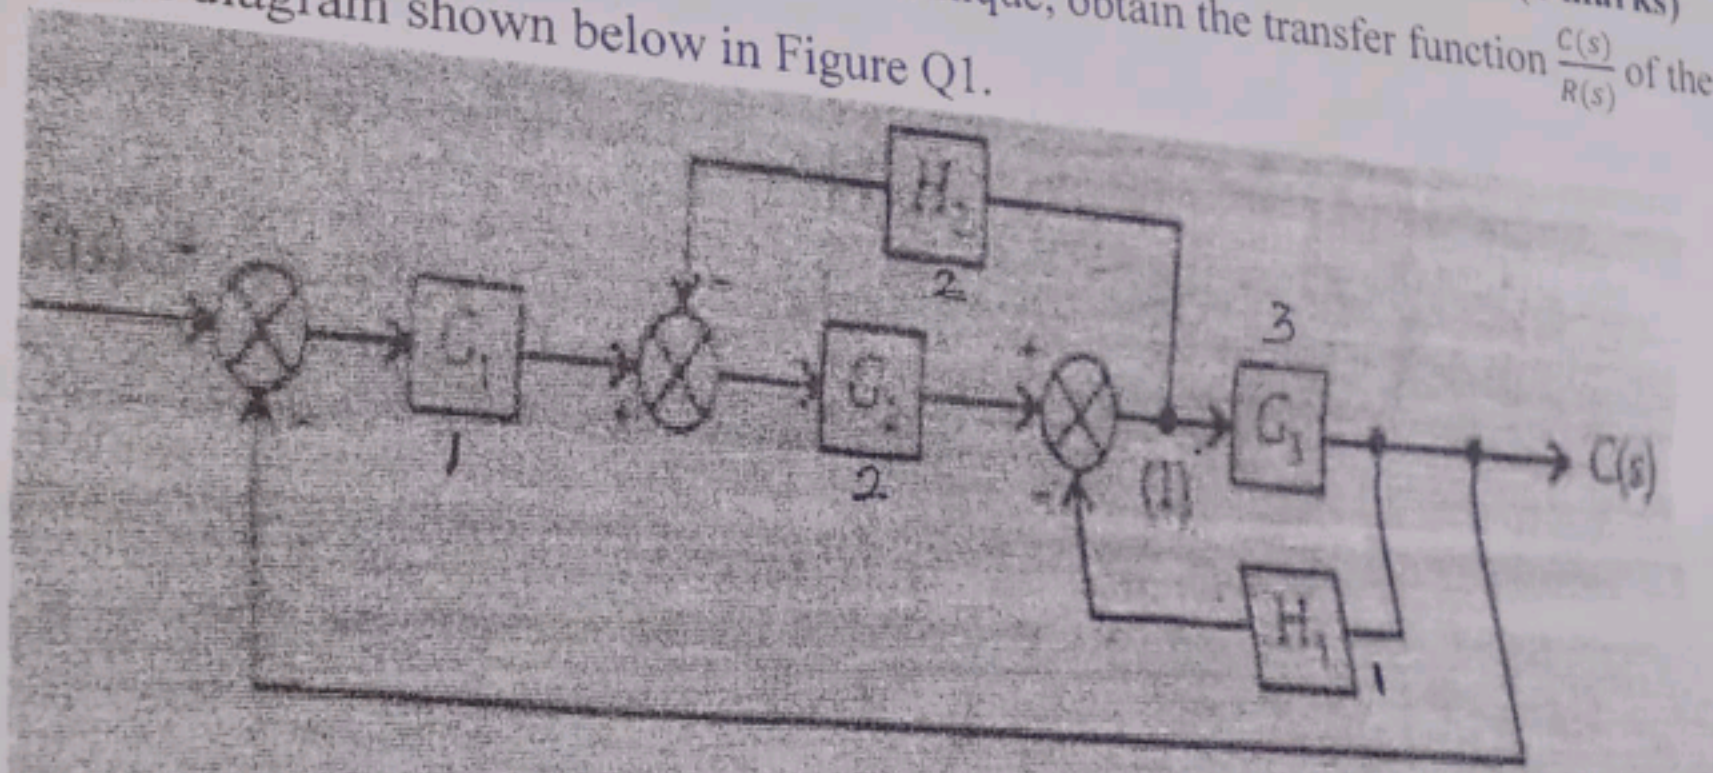 obtain the transfer function C(s)/R(s) of the
shown below in Figure Q1.
H2
2
-
3
G1
1
-
+
G2
2
+
-
(1)
G3
C(s)
H1
1
-